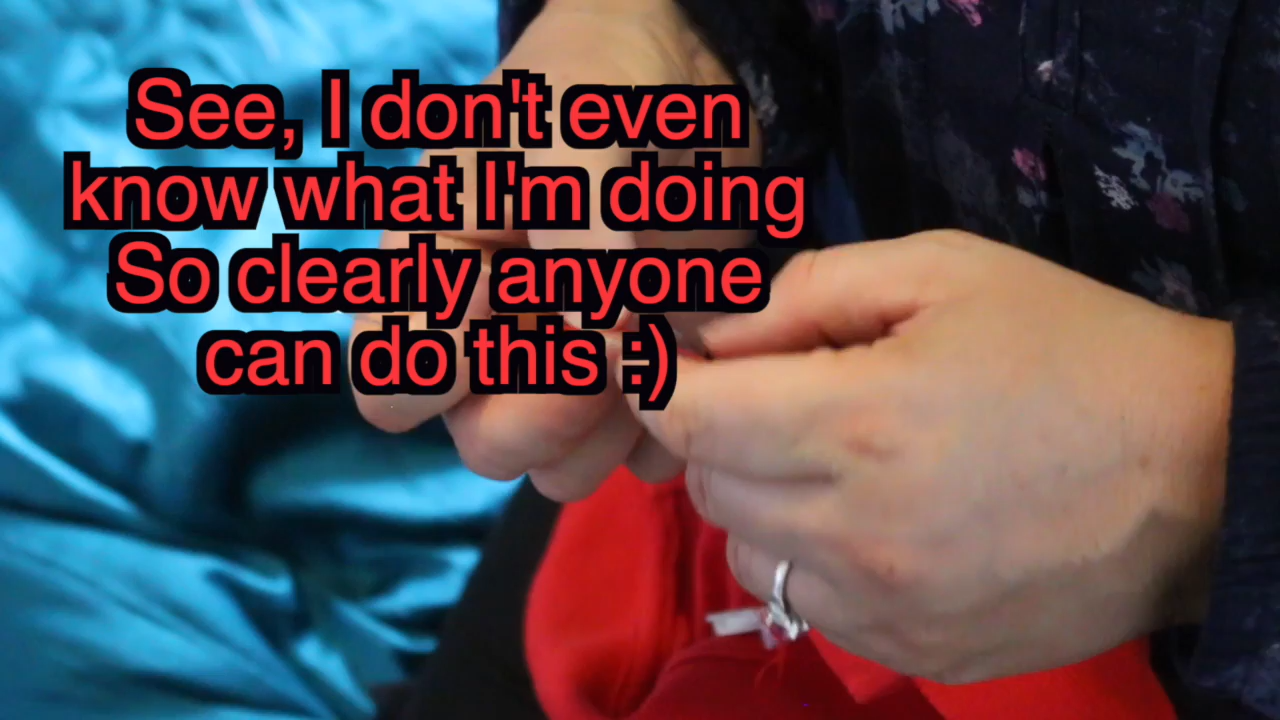 See, I don't even
know what I'm doing
So clearly anyone
can do this :)